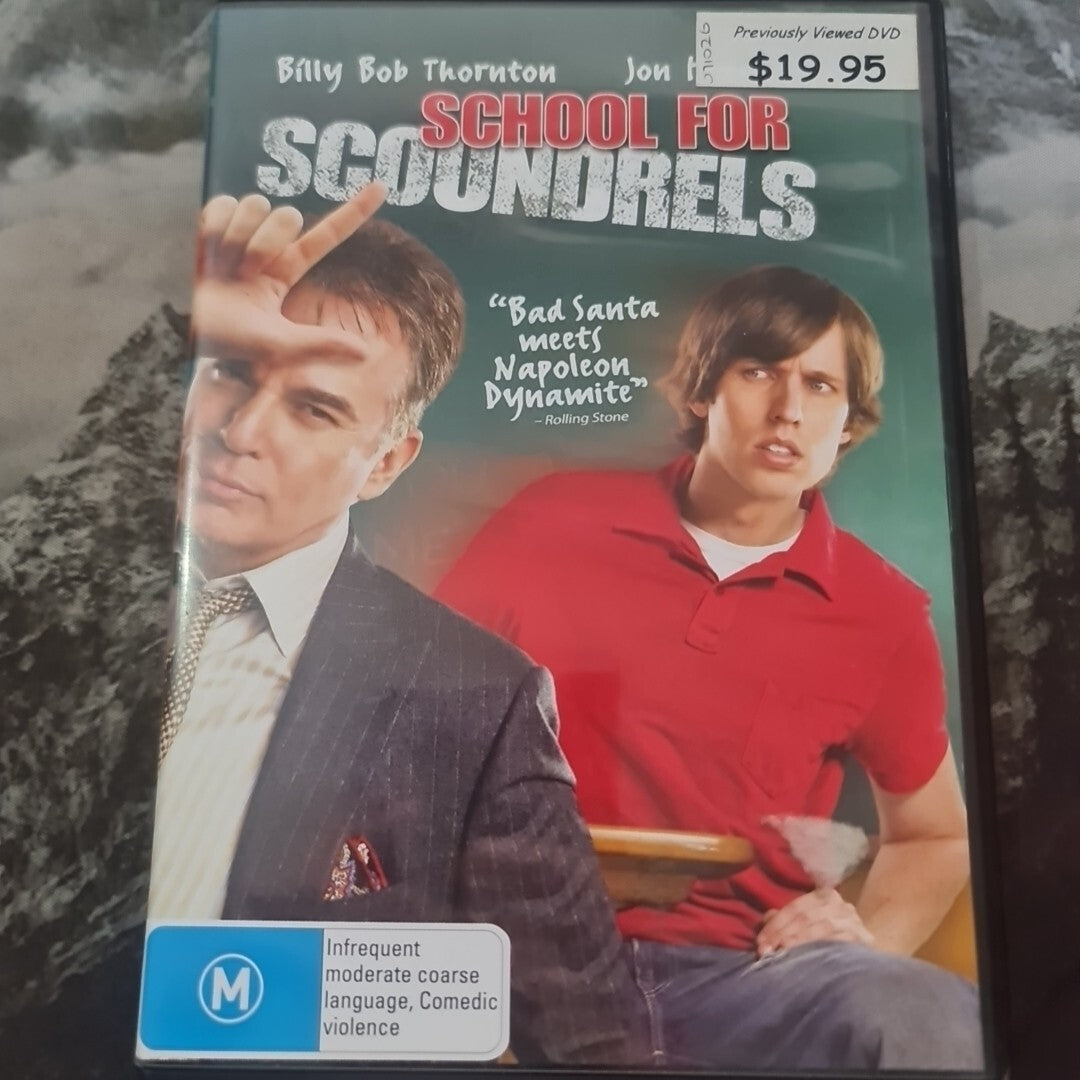 Previously Viewed DVD
$19.95
Billy Bob Thornton Jon
SCHOOL FOR
SCOUNDRELS
"Bad Santa
meets
Napoleon
Dynamite"
– Rolling Stone
M
Infrequent
moderate coarse
language, Comedic
violence